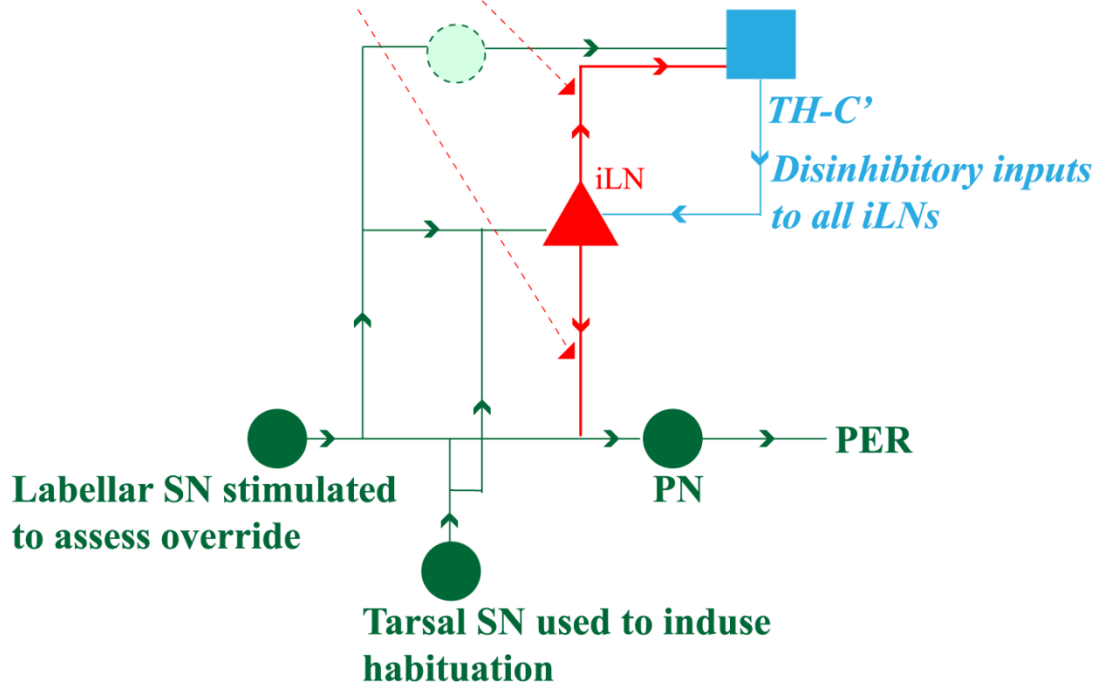 TH-C’
iLN
Disinhibitory inputs
to all iLNs
PER
Labellar SN stimulated
to assess override
PN
Tarsal SN used to induse
habituation